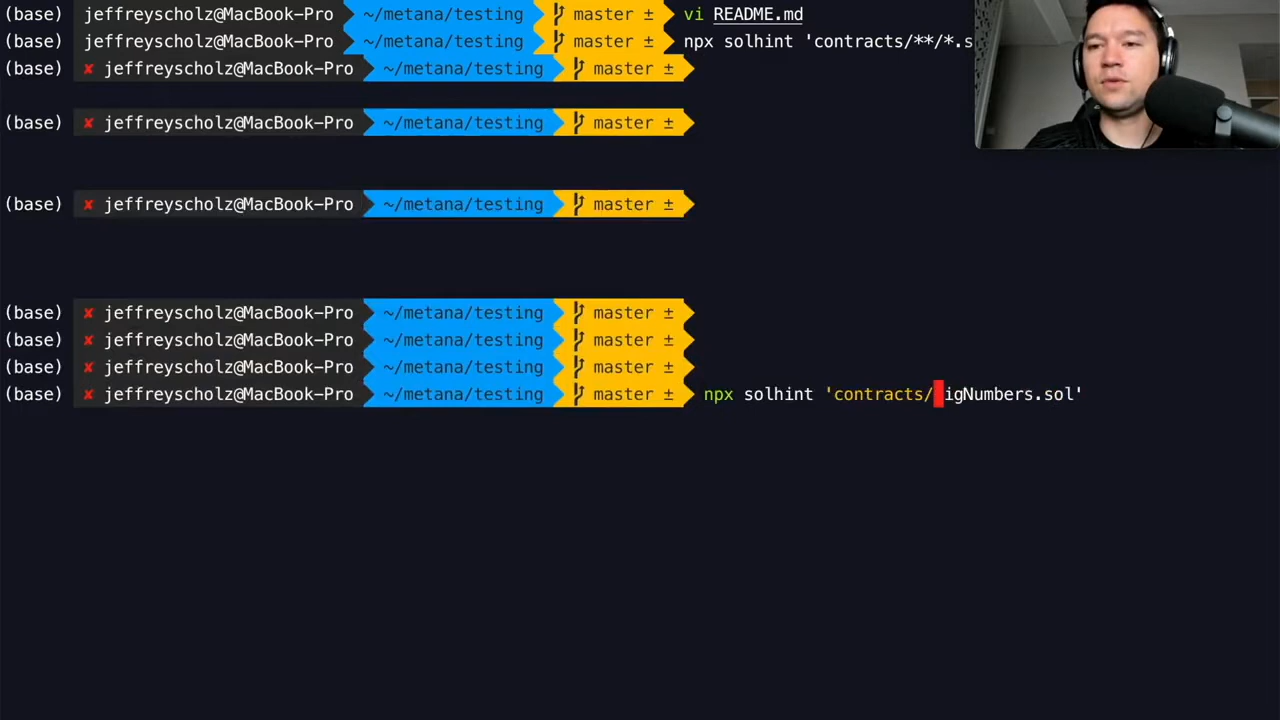 (base) jeffreyscholz@MacBook-Pro ~/metana/testing master ± vi README.md
(base) jeffreyscholz@MacBook-Pro ~/metana/testing master ± npx solhint 'contracts/**/*.s
(base) ✘ jeffreyscholz@MacBook-Pro ~/metana/testing master ±
(base) ✘ jeffreyscholz@MacBook-Pro ~/metana/testing master ±
(base) ✘ jeffreyscholz@MacBook-Pro ~/metana/testing master ±
(base) ✘ jeffreyscholz@MacBook-Pro ~/metana/testing master ±
(base) ✘ jeffreyscholz@MacBook-Pro ~/metana/testing master ±
(base) ✘ jeffreyscholz@MacBook-Pro ~/metana/testing master ±
(base) ✘ jeffreyscholz@MacBook-Pro ~/metana/testing master ± npx solhint 'contracts/igNumbers.sol'